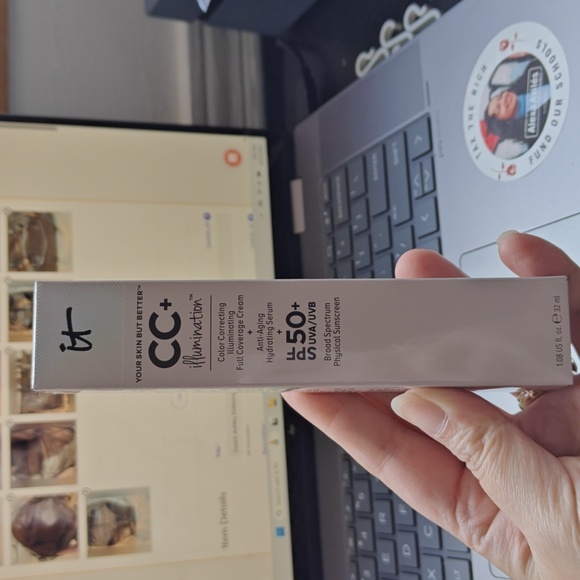 it
YOUR SKIN BUT BETTER™
CC+
illumination™
Color Correcting
Illuminating
Full Coverage Cream
+
Anti-Aging
Hydrating Serum
+
SPF 50+
UVA/UVB
Broad Spectrum
Physical Sunscreen
1.08 US fl. oz. ℮ 32 ml
TAX THE RICH
FUND OUR SCHOOLS
Item Details